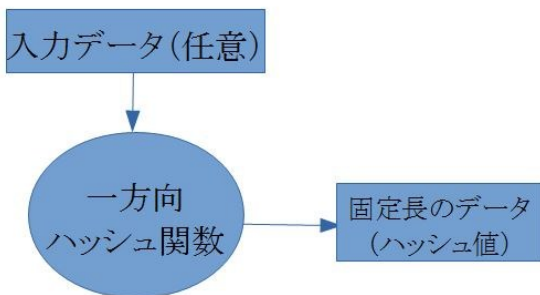 入力データ(任意)
一方向
ハッシュ関数
固定長のデータ
(ハッシュ値)